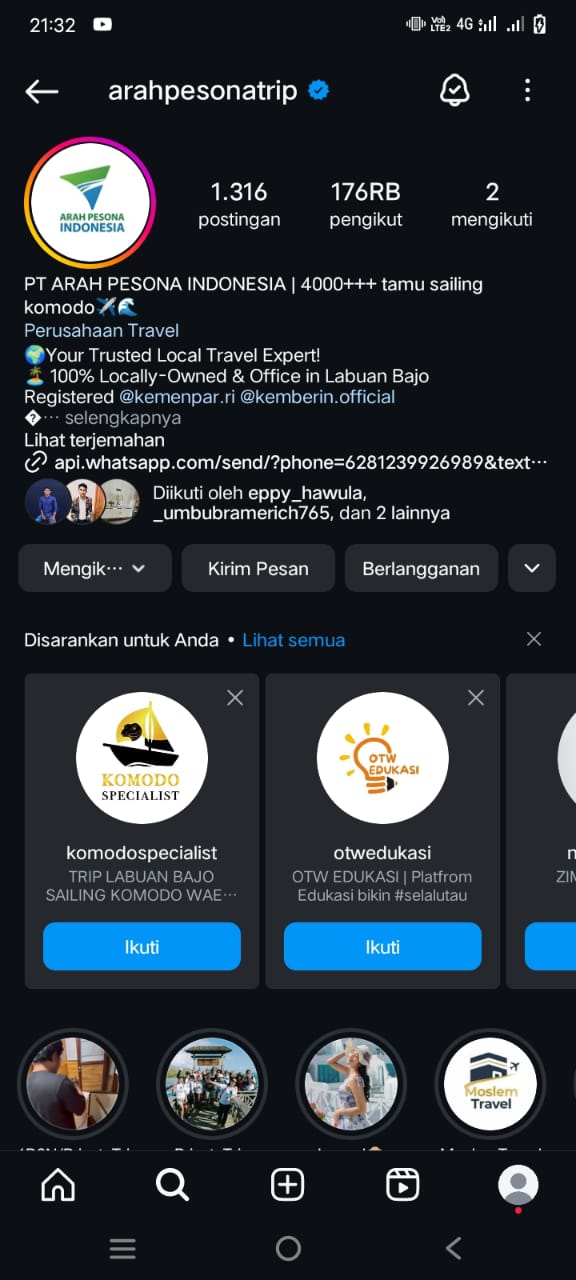 21:32
Vo))
LTE2
4G
arahpesonatrip
ARAH PESONA
INDONESIA
1.316
postingan
176RB
pengikut
2
mengikuti
PT ARAH PESONA INDONESIA | 4000+++ tamu sailing
komodo✈️🌊
Perusahaan Travel
🌍Your Trusted Local Travel Expert!
🏝️ 100% Locally-Owned & Office in Labuan Bajo
Registered @kemenpar.ri @kemberin.official
�··· selengkapnya
Lihat terjemahan
api.whatsapp.com/send/?phone=6281239926989&text···
Diikuti oleh eppy_hawula,
_umbubramerich765, dan 2 lainnya
Mengik···
Kirim Pesan
Berlangganan
Disarankan untuk Anda • Lihat semua
KOMODO
SPECIALIST
komodospecialist
TRIP LABUAN BAJO
SAILING KOMODO WAE···
Ikuti
OTW
EDUKASI
otwedukasi
OTW EDUKASI | Platfrom
Edukasi bikin #selalutau
Ikuti
ZIM
Moslem
Travel